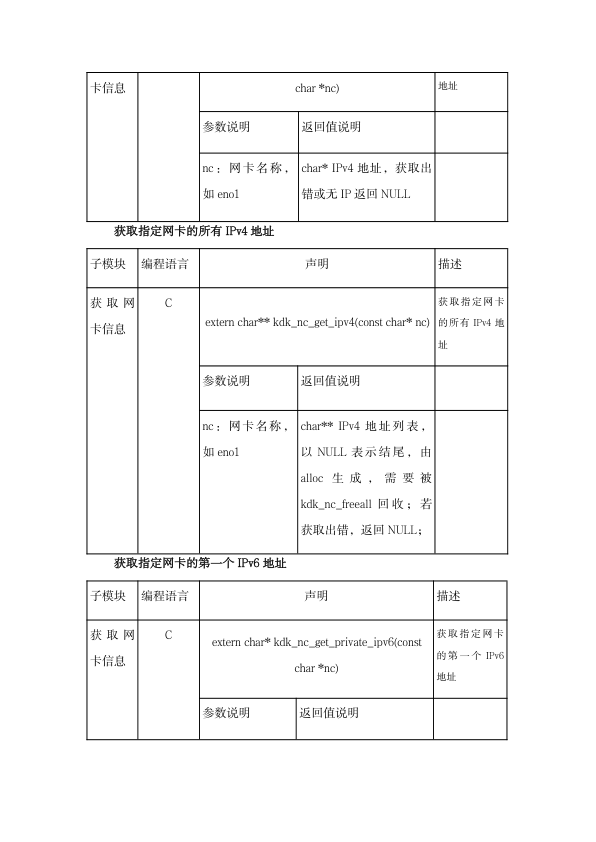 卡信息
char *nc)
地址
参数说明
返回值说明
nc：网卡名称，
如 eno1
char* IPv4 地址，获取出
错或无 IP 返回 NULL
获取指定网卡的所有 IPv4 地址
子模块
编程语言
声明
描述
获取网
卡信息
C
extern char** kdk_nc_get_ipv4(const char* nc)
获取指定网卡
的所有 IPv4 地
址
参数说明
返回值说明
nc：网卡名称，
如 eno1
char** IPv4 地址列表，
以 NULL 表示结尾，由
alloc 生成，需要被
kdk_nc_freeall 回收；若
获取出错，返回 NULL；
获取指定网卡的第一个 IPv6 地址
子模块
编程语言
声明
描述
获取网
卡信息
C
extern char* kdk_nc_get_private_ipv6(const
char *nc)
获取指定网卡
的第一个 IPv6
地址
参数说明
返回值说明